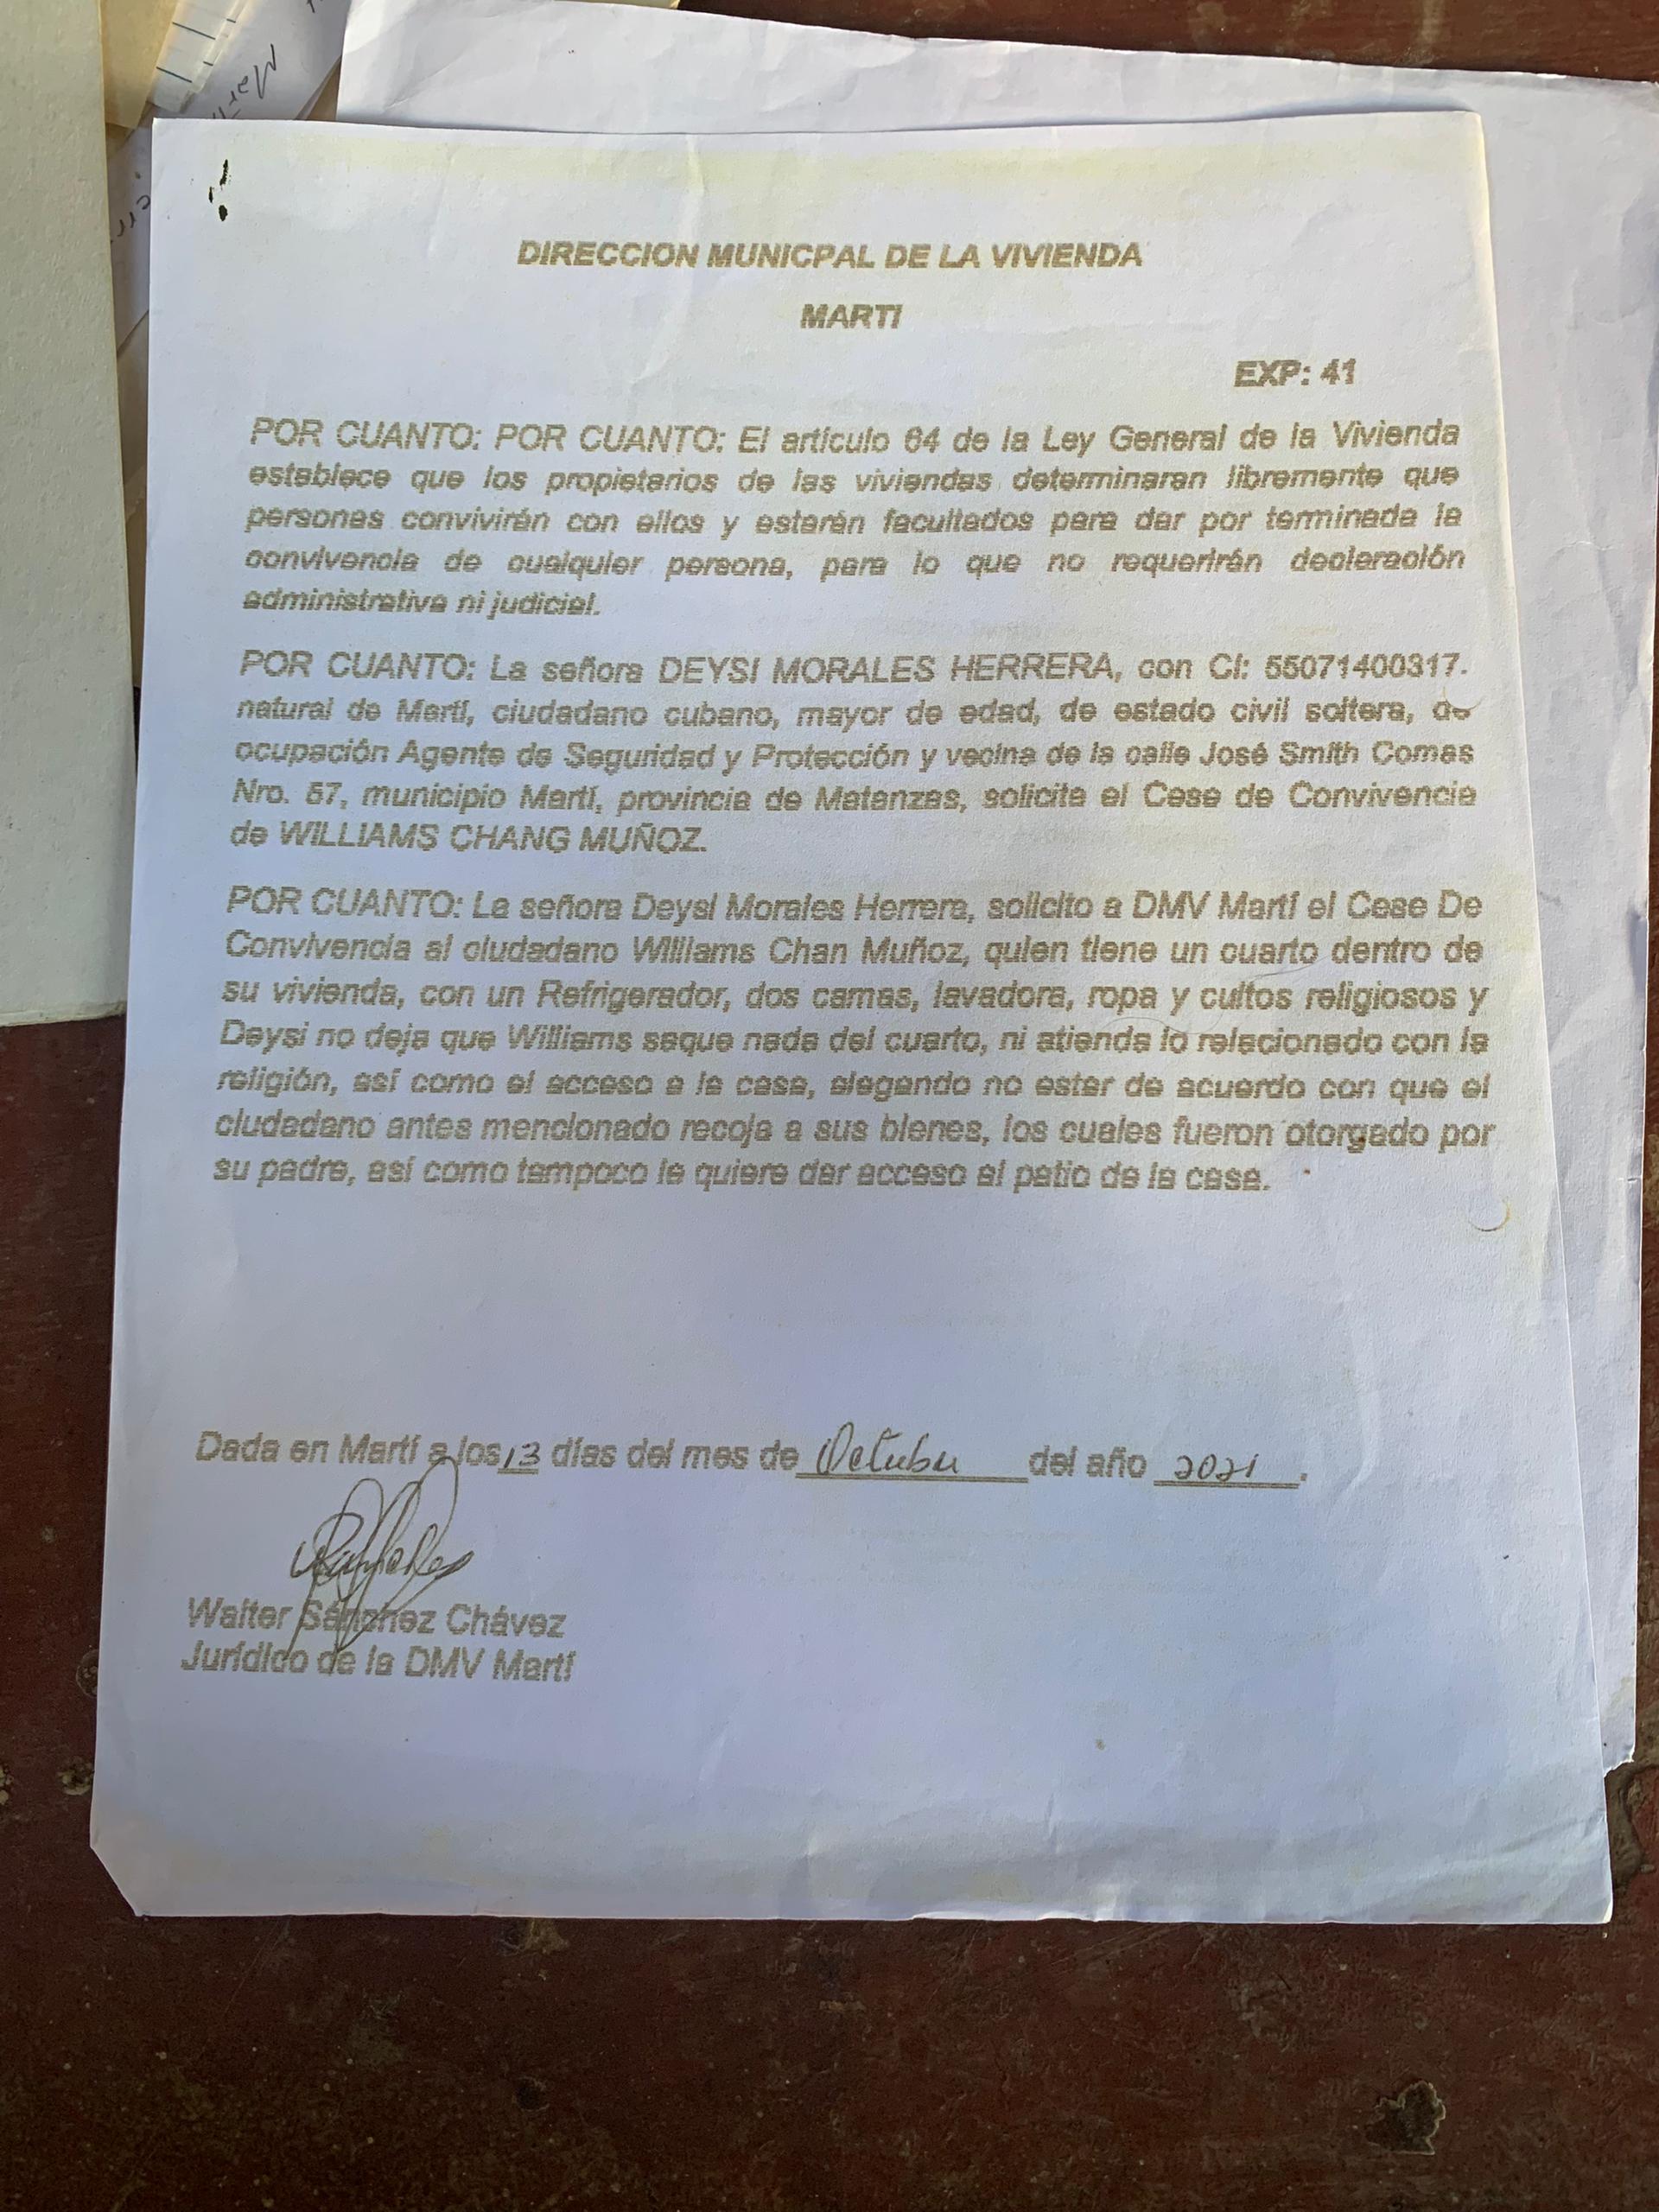 DIRECCION MUNICPAL DE LA VIVIENDA
MARTI
EXP: 41
POR CUANTO: POR CUANTO: El artículo 64 de la Ley General de la Vivienda
establece que los propietarios de las viviendas determinaran libremente que
personas convivirán con ellos y estarán facultados para dar por terminada la
convivencia de cualquier persona, para lo que no requerirán declaración
administrativa ni judicial.
POR CUANTO: La señora DEYSI MORALES HERRERA, con CI: 55071400317.
natural de Martí, ciudadano cubano, mayor de edad, de estado civil soltera, de
ocupación Agente de Seguridad y Protección y vecina de la calle José Smith Comas
Nro. 57, municipio Martí, provincia de Matanzas, solicita el Cese de Convivencia
de WILLIAMS CHANG MUÑOZ.
POR CUANTO: La señora Deysi Morales Herrera, solicito a DMV Martí el Cese De
Convivencia al ciudadano Williams Chan Muñoz, quien tiene un cuarto dentro de
su vivienda, con un Refrigerador, dos camas, lavadora, ropa y cultos religiosos y
Deysi no deja que Williams saque nada del cuarto, ni atienda lo relacionado con la
religión, así como el acceso a la casa, alegando no estar de acuerdo con que el
ciudadano antes mencionado recoja a sus bienes, los cuales fueron otorgado por
su padre, así como tampoco le quiere dar acceso al patio de la casa.
Dada en Martí a los 13 días del mes de Octubre del año 2021.
Walter Sánchez Chávez
Jurídico de la DMV Martí